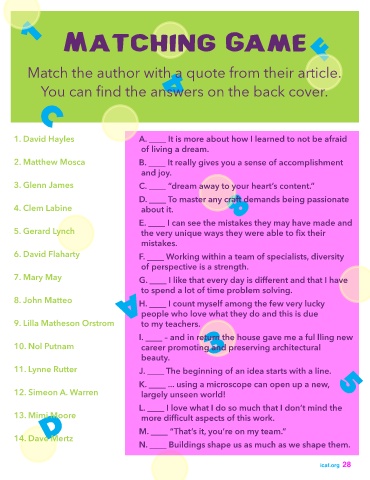 MATCHING GAME
Match the author with a quote from their article.
You can find the answers on the back cover.
1. David Hayles
2. Matthew Mosca
3. Glenn James
4. Clem Labine
5. Gerard Lynch
6. David Flaharty
7. Mary May
8. John Matteo
9. Lilla Matheson Orstrom
10. Nol Putnam
11. Lynne Rutter
12. Simeon A. Warren
13. Mimi Moore
14. Dave Mertz
A. ____ It is more about how I learned to not be afraid
of living a dream.
B. ____ It really gives you a sense of accomplishment
and joy.
C. ____ “dream away to your heart’s content.”
D. ____ To master any craft demands being passionate
about it.
E. ____ I can see the mistakes they may have made and
the very unique ways they were able to fix their
mistakes.
F. ____ Working within a team of specialists, diversity
of perspective is a strength.
G. ____ I like that every day is different and that I have
to spend a lot of time problem solving.
H. ____ I count myself among the few very lucky
people who love what they do and this is due
to my teachers.
I. ____ – and in return the house gave me a ful lling new
career promoting and preserving architectural
beauty.
J. ____ The beginning of an idea starts with a line.
K. ____ ... using a microscope can open up a new,
largely unseen world!
L. ____ I love what I do so much that I don’t mind the
more difficult aspects of this work.
M. ____ “That’s it, you’re on my team.”
N. ____ Buildings shape us as much as we shape them.
ical.org 28